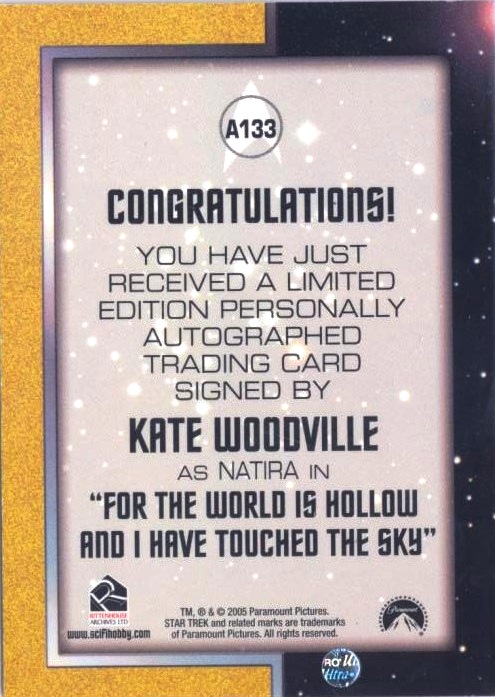 A133
CONGRATULATIONS!
YOU HAVE JUST
RECEIVED A LIMITED
EDITION PERSONALLY
AUTOGRAPHED
TRADING CARD
SIGNED BY
KATE WOODVILLE
AS NATIRA IN
"FOR THE WORLD IS HOLLOW
AND I HAVE TOUCHED THE SKY"
RITTENHOUSE
ARCHIVES LTD
www.scifihobby.com
TM, ® & © 2005 Paramount Pictures.
STAR TREK and related marks are trademarks
of Paramount Pictures. All rights reserved.
Paramount